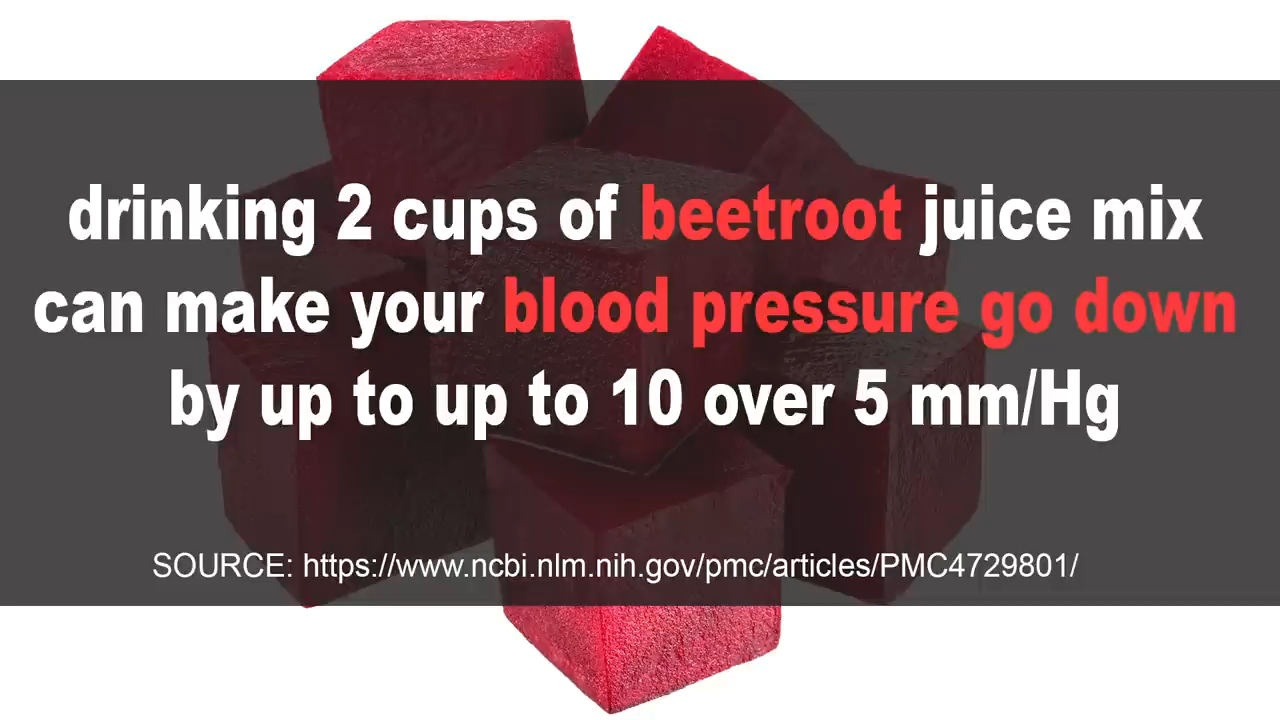 drinking 2 cups of beetroot juice mix
can make your blood pressure go down
by up to up to 10 over 5 mm/Hg
SOURCE: https://www.ncbi.nlm.nih.gov/pmc/articles/PMC4729801/